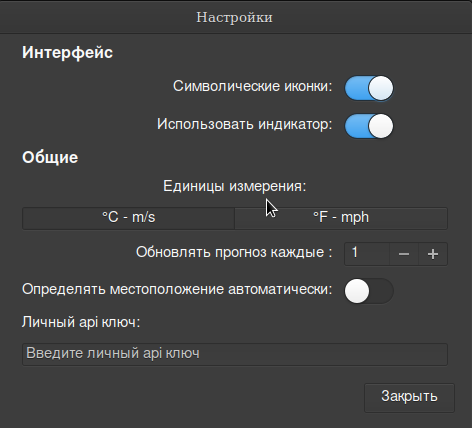 Настройки
Интерфейс
Символические иконки:
Использовать индикатор:
Общие
Единицы измерения:
°C - m/s °F - mph
Обновлять прогноз каждые : 1 − +
Определять местоположение автоматически:
Личный api ключ:
Введите личный api ключ
Закрыть